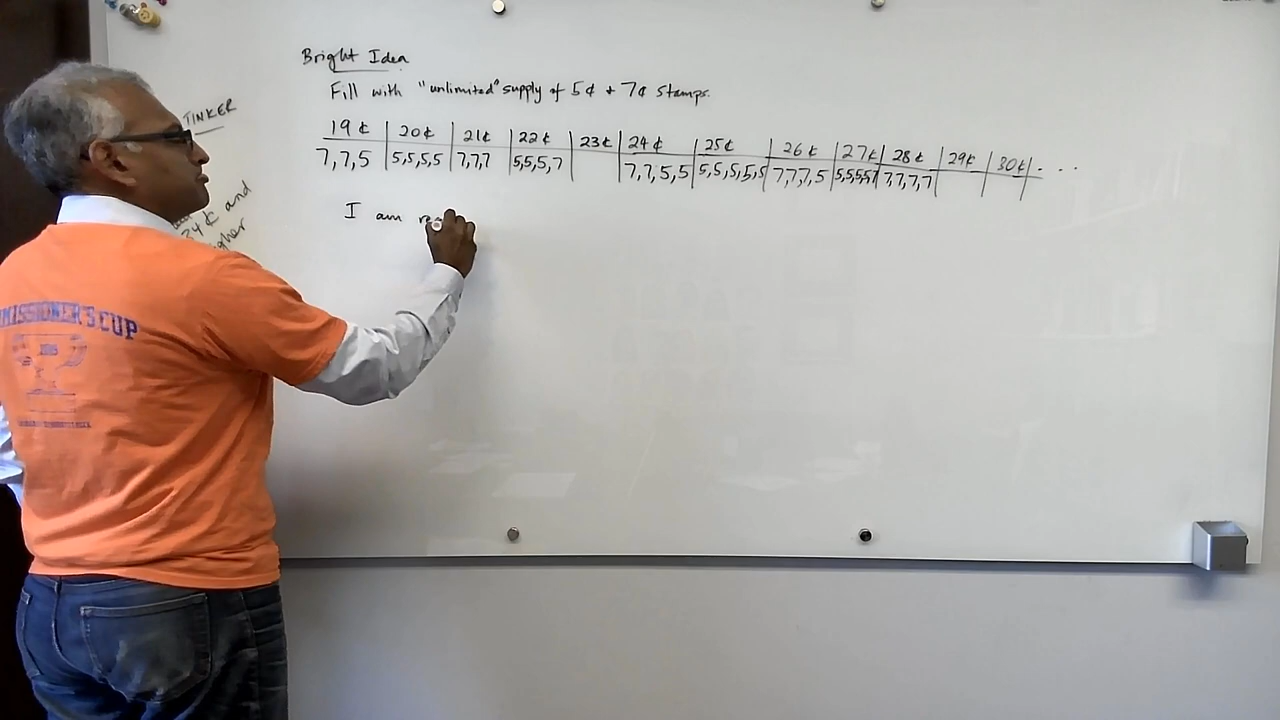 Bright Idea
Fill with "unlimited" supply of 5¢ + 7¢ stamps.
TINKER
19¢ 20¢ 21¢ 22¢ 23¢ 24¢ 25¢ 26¢ 27¢ 28¢ 29¢ 30¢ ...
7,7,5 5,5,5,5 7,7,7 5,5,5,7 7,7,5,5 5,5,5,5,5 7,7,7,5 5,5,5,5,7 7,7,7,7
I am
34¢ and
MISSIONER'S CUP